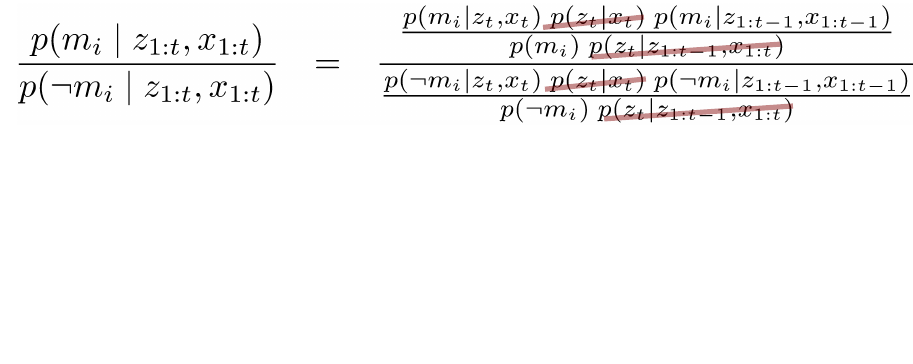 p(m_i | z_{1:t}, x_{1:t}) / p(¬m_i | z_{1:t}, x_{1:t}) = [p(m_i|z_t,x_t) p(z_t|x_t) p(m_i|z_{1:t−1},x_{1:t−1}) / p(m_i) p(z_t|z_{1:t−1},x_{1:t})] / [p(¬m_i|z_t,x_t) p(z_t|x_t) p(¬m_i|z_{1:t−1},x_{1:t−1}) / p(¬m_i) p(z_t|z_{1:t−1},x_{1:t})]